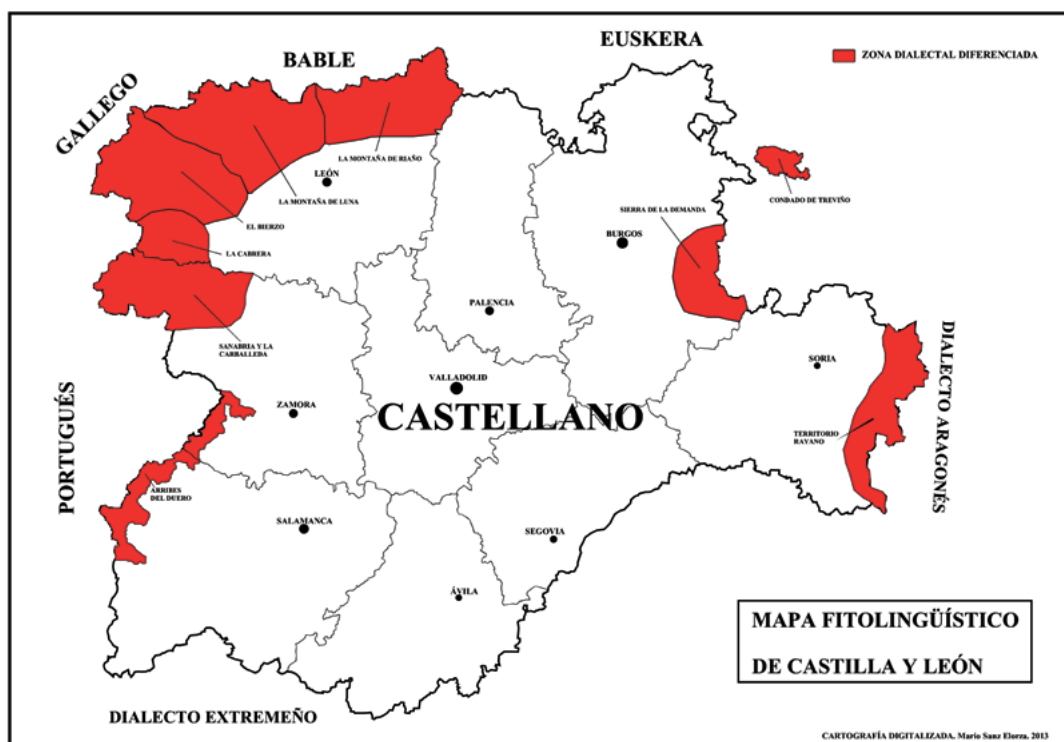 EUSKERA
BABLE
ZONA DIALECTAL DIFERENCIADA
GALLEGO
LA MONTAÑA DE RIAÑO
LEÓN
LA MONTAÑA DE LUNA
CONDADO DE TREVIÑO
SIERRA DE LA DEMANDA
EL BIERZO
BURGOS
LA CABRERA
PALENCIA
SANABRIA Y LA
CARBALLEDA
SORIA
DIALECTO ARAGONÉS
VALLADOLID
ZAMORA
CASTELLANO
TERRITORIO
RAYANO
PORTUGUÉS
ÁRRIBES
DEL DUERO
SALAMANCA
SEGOVIA
ÁVILA
MAPA FITOLINGÜÍSTICO
DE CASTILLA Y LEÓN
DIALECTO EXTREMEÑO
CARTOGRAFÍA DIGITALIZADA, Mario Sanz Elorza, 2013